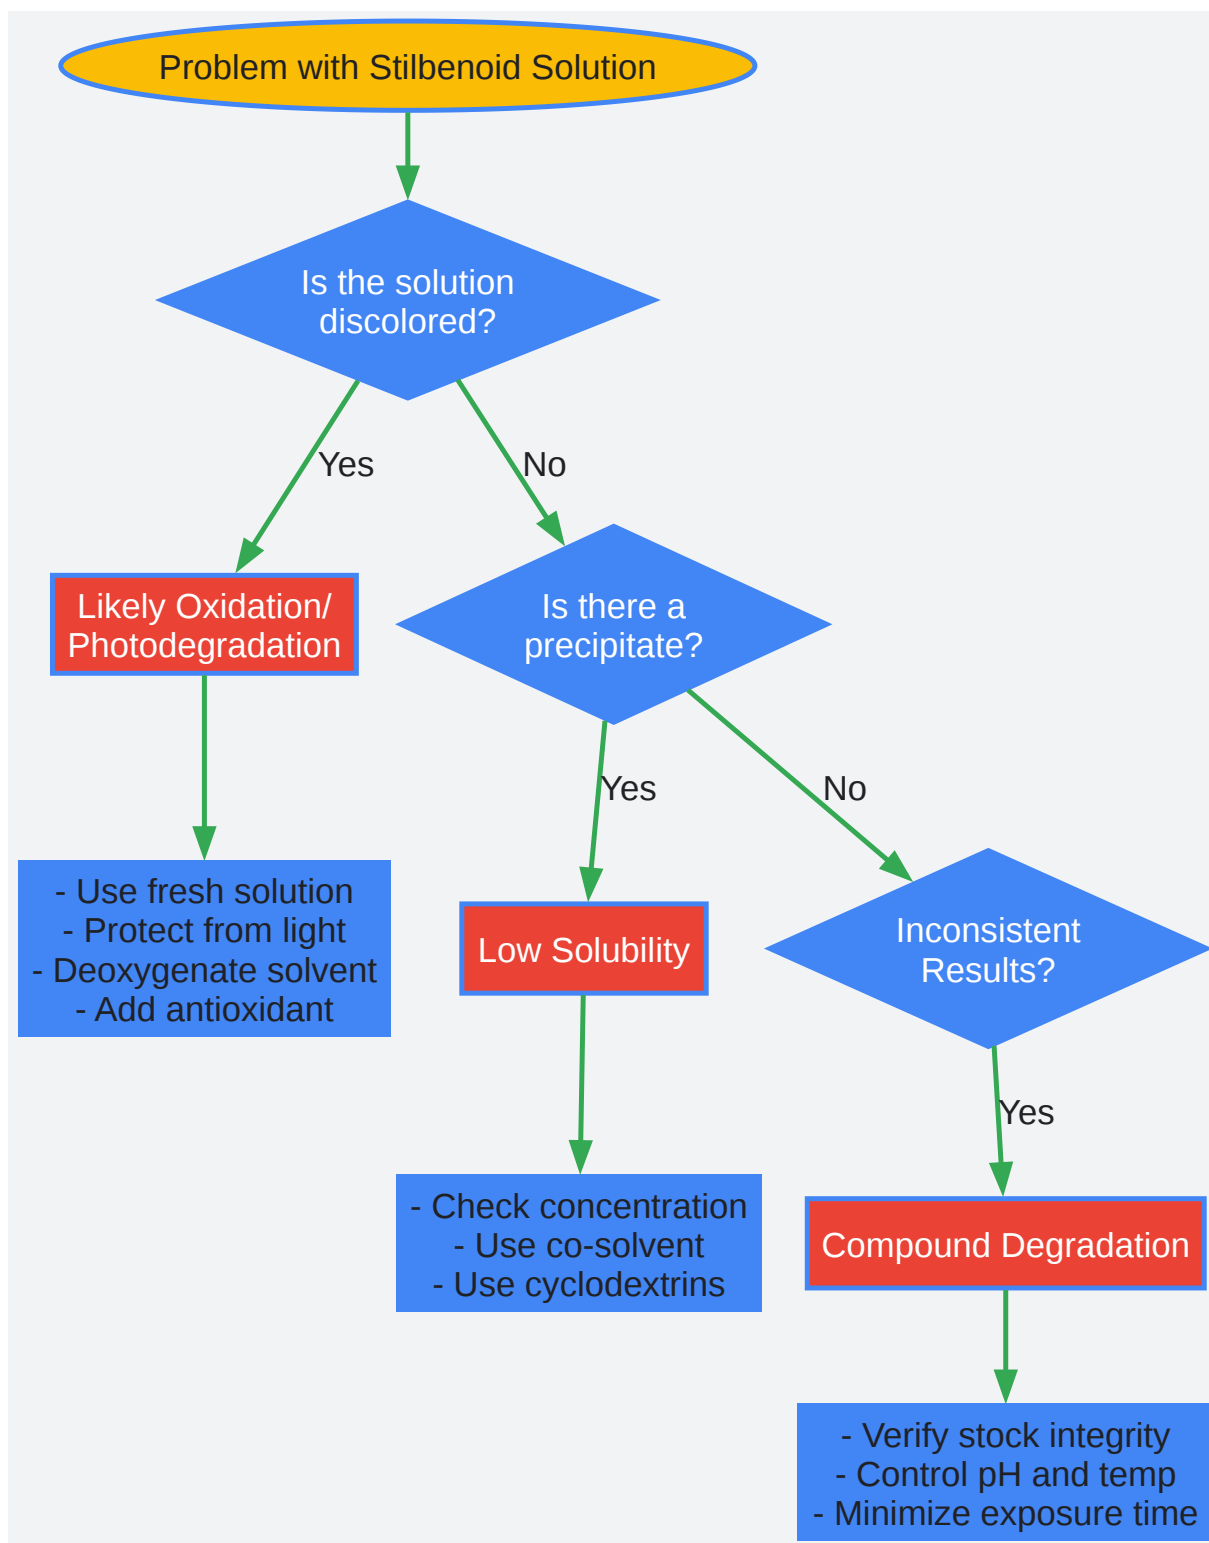 Problem with Stilbenoid Solution
Is the solution
discolored?
Yes
No
Likely Oxidation/
Photodegradation
Is there a
precipitate?
Yes
No
- Use fresh solution
- Protect from light
- Deoxygenate solvent
- Add antioxidant
Low Solubility
Inconsistent
Results?
Yes
- Check concentration
- Use co-solvent
- Use cyclodextrins
Compound Degradation
- Verify stock integrity
- Control pH and temp
- Minimize exposure time